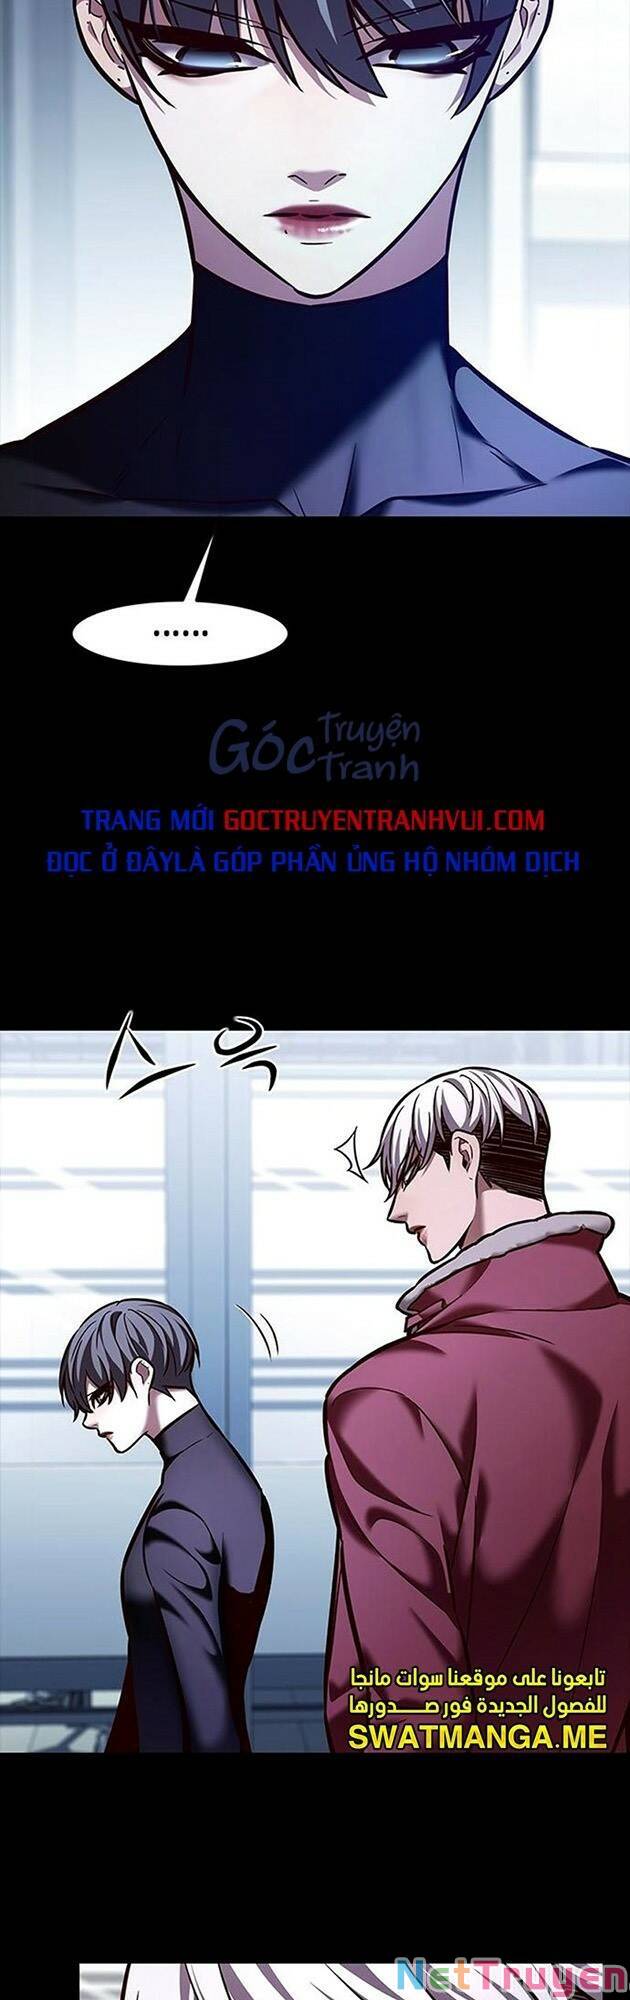 ......
Góc Truyện
Tranh
TRANG MỚI GOCTRUYENTRANHVUI.COM
ĐỌC Ở ĐÂYLÀ GÓP PHẦN ỦNG HỘ NHÓM DỊCH
스윽
تابعونا على موقعنا سوات مانجا
للفصول الجديدة فور صـــدورها
SWATMANGA.ME
NetTruyen